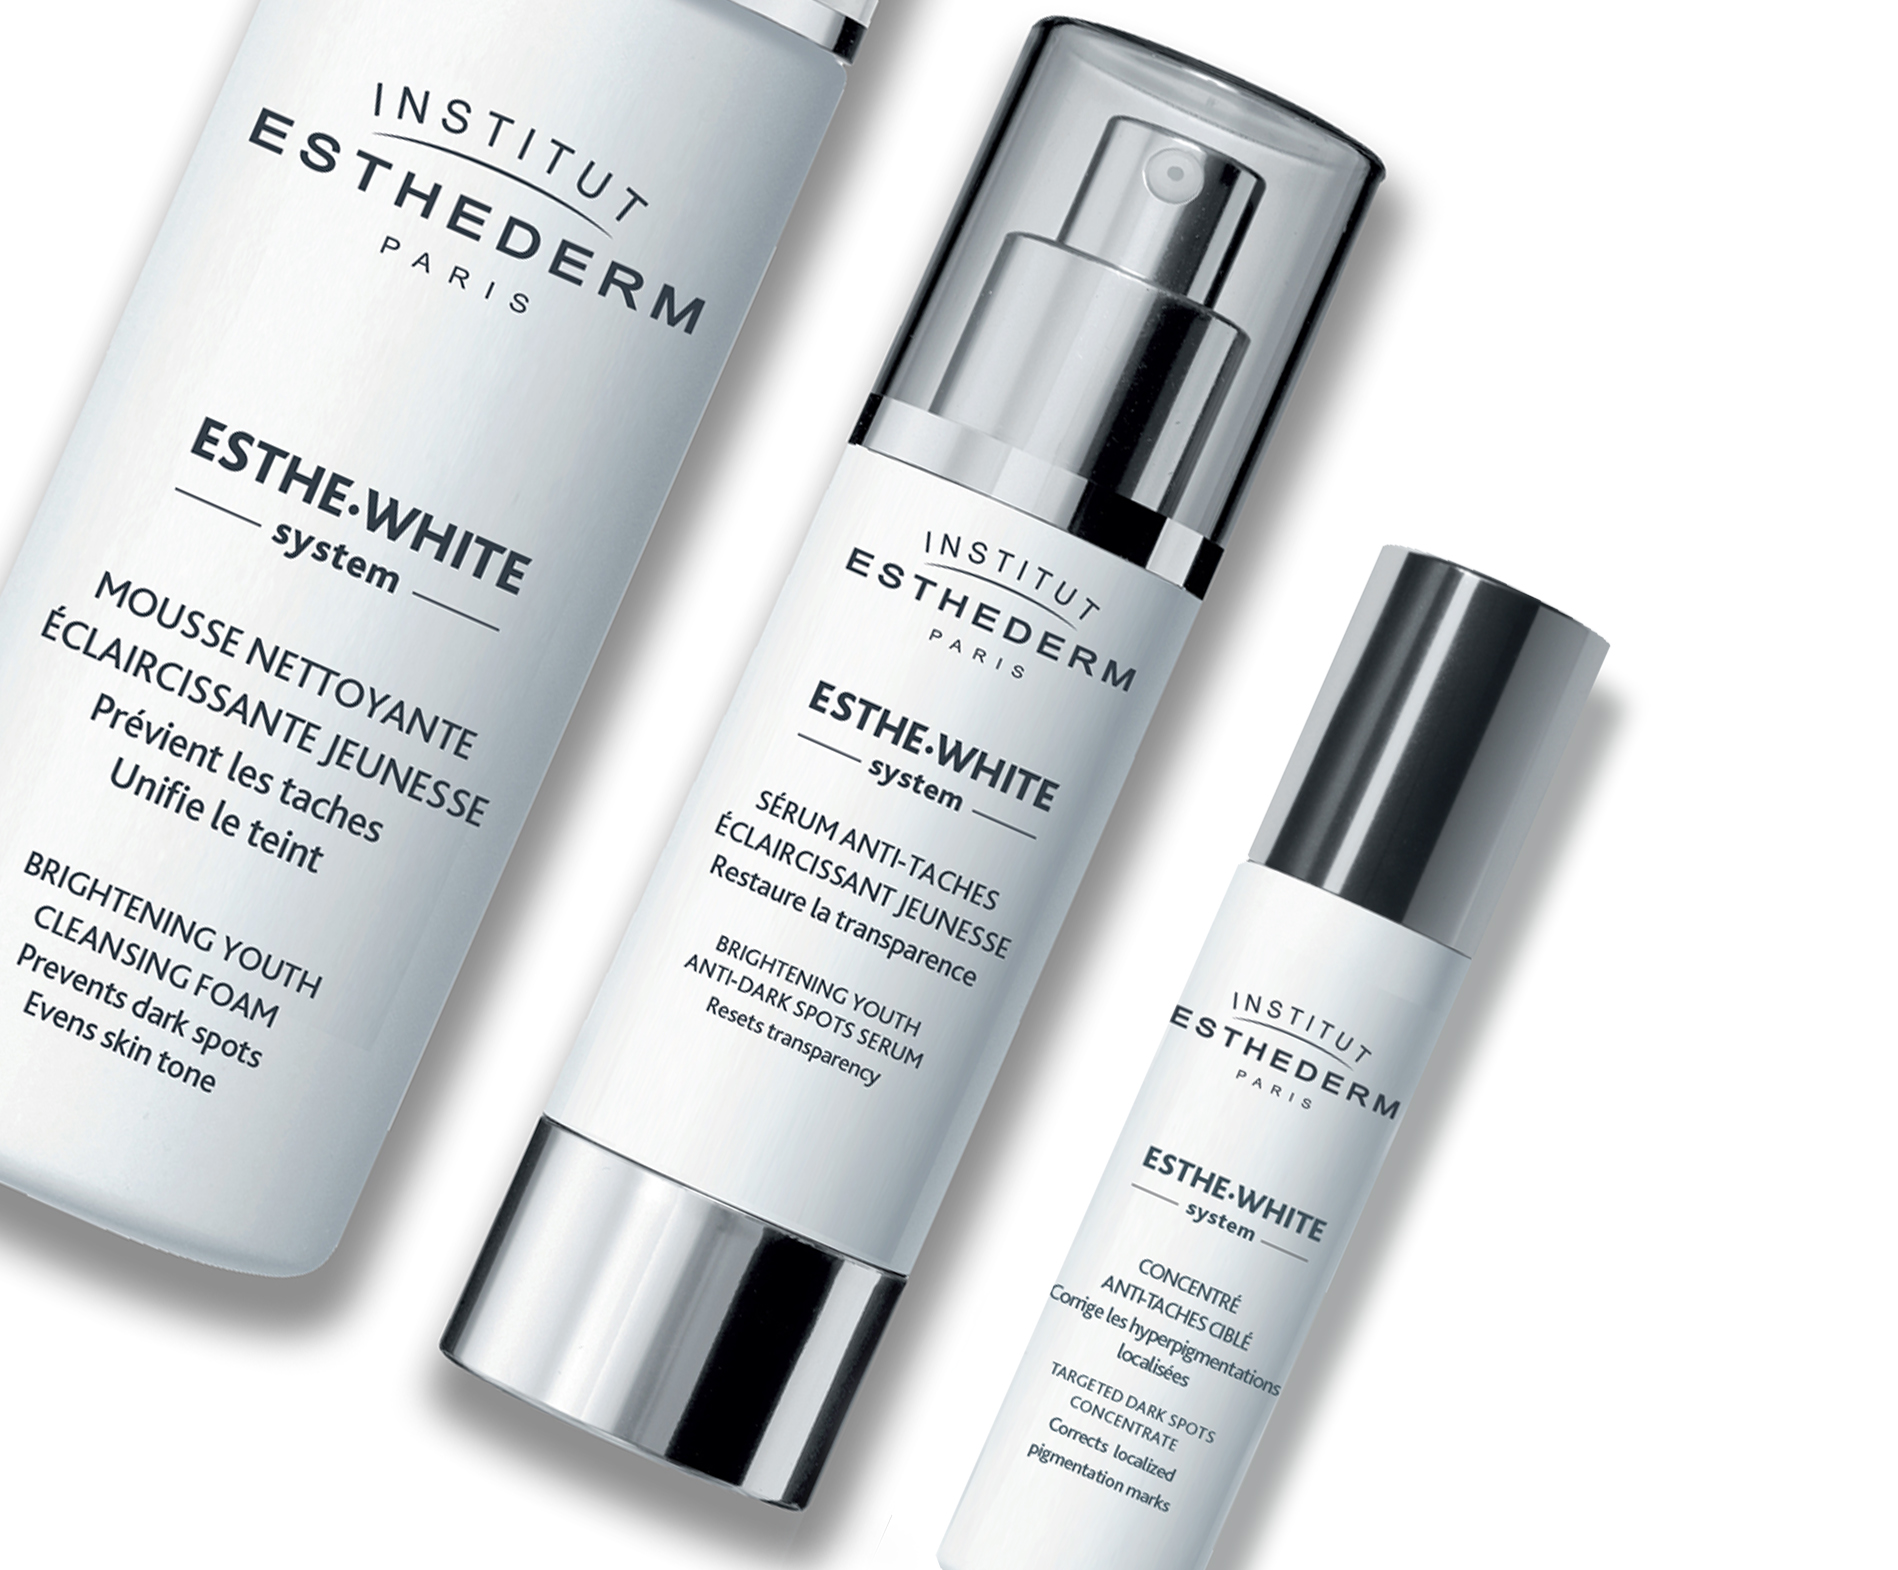 INSTITUT
ESTHEDERM
PARIS
ESTHE•WHITE
system
MOUSSE NETTOYANTE
ÉCLAIRCISSANTE JEUNESSE
Prévient les taches
Unifie le teint
BRIGHTENING YOUTH
CLEANSING FOAM
Prevents dark spots
Evens skin tone
INSTITUT
ESTHEDERM
PARIS
ESTHE•WHITE
system
SÉRUM ANTI-TACHES
ÉCLAIRCISSANT JEUNESSE
Restaure la transparence
BRIGHTENING YOUTH
ANTI-DARK SPOTS SERUM
Resets transparency
INSTITUT
ESTHEDERM
PARIS
ESTHE•WHITE
system
CONCENTRÉ
ANTI-TACHES CIBLÉ
Corrige les hyperpigmentations
localisées
TARGETED DARK SPOTS
CONCENTRATE
Corrects localized
pigmentation marks